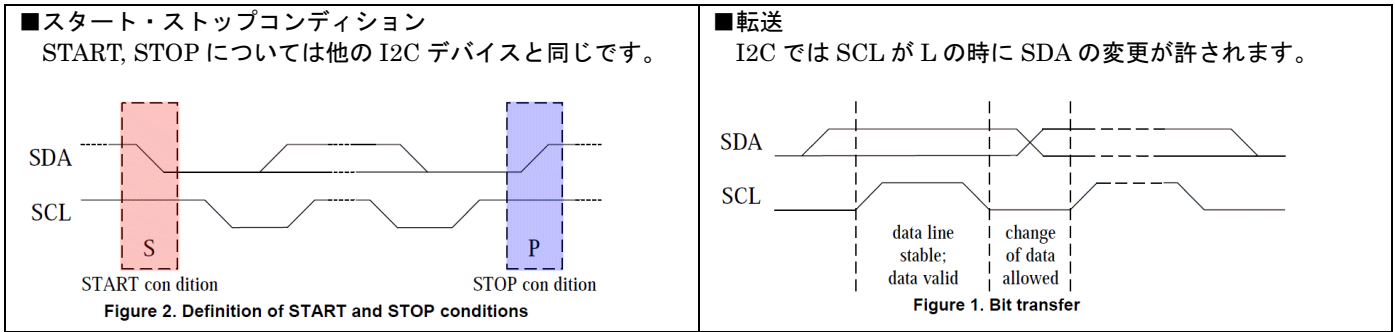 ■スタート・ストップコンディション
START, STOP については他の I2C デバイスと同じです。
SDA
SCL
S
P
START con dition
STOP con dition
Figure 2. Definition of START and STOP conditions
■転送
I2C では SCL が L の時に SDA の変更が許されます。
SDA
SCL
data line
stable;
data valid
change
of data
allowed
Figure 1. Bit transfer